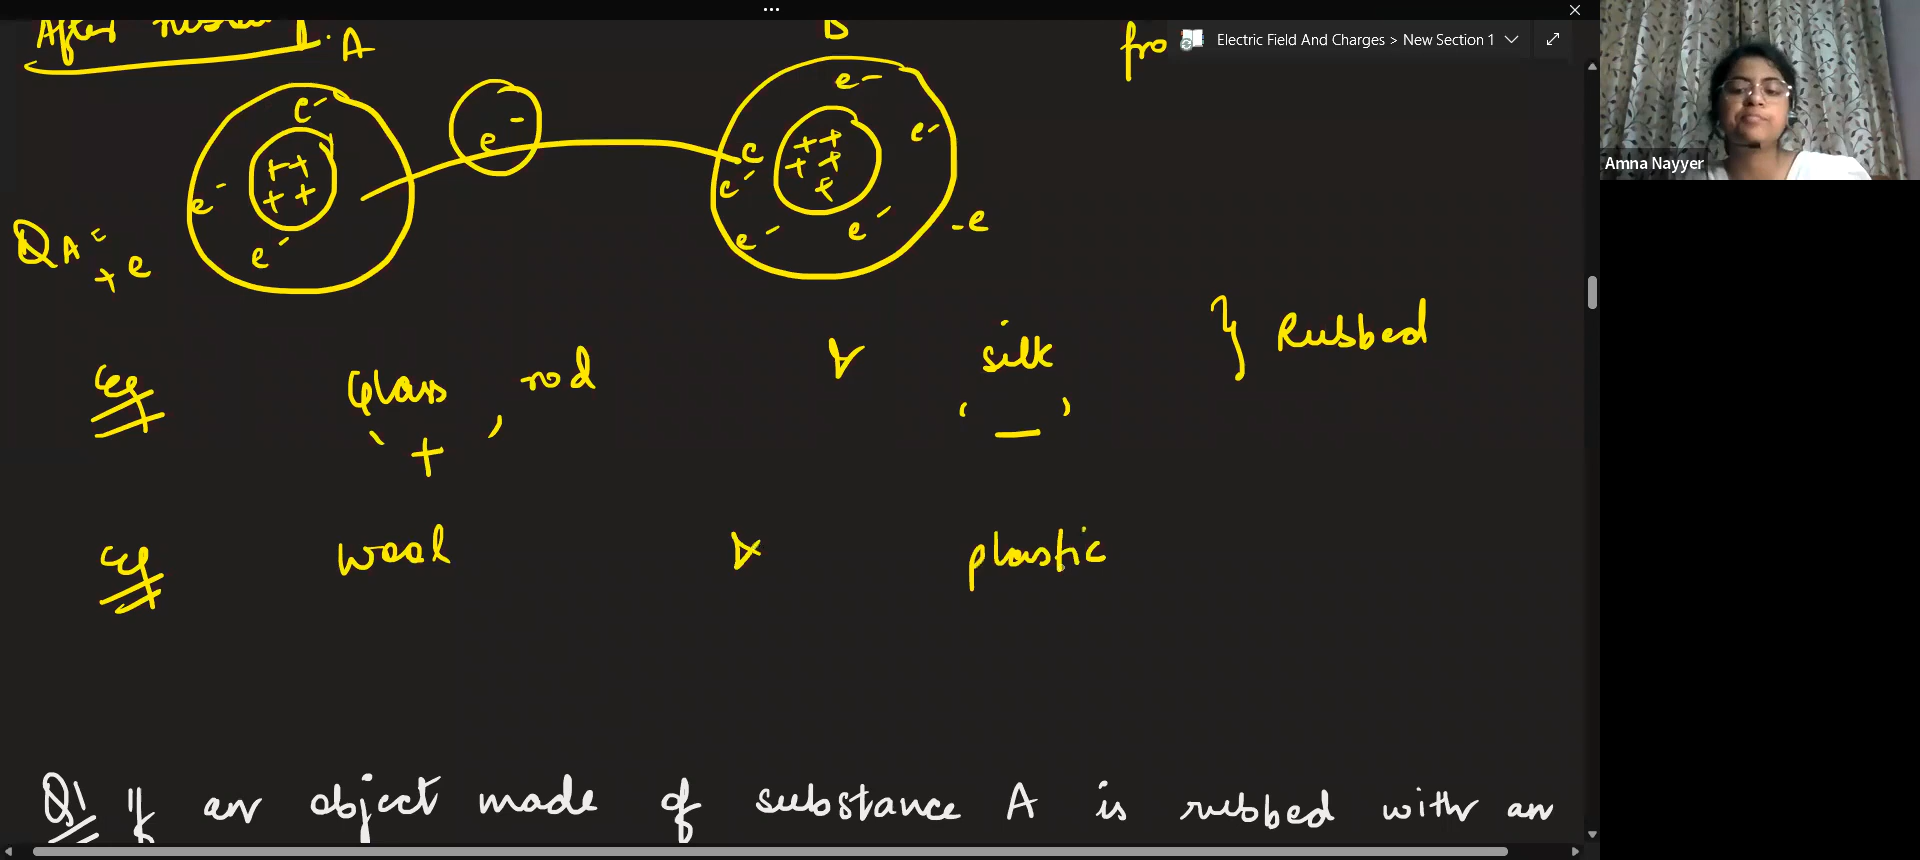 After
A
B
fro
Electric Field And Charges > New Section 1
e-
e-
e-
e-
++
++
e-
e-
e
e-
e-
e-
++
++
+
-e
QA =
+ e
Amna Nayyer
eg Glass rod & silk } Rubbed
' + ' ' — '
eg wool & plastic
Q1 If an object made of substance A is rubbed with an